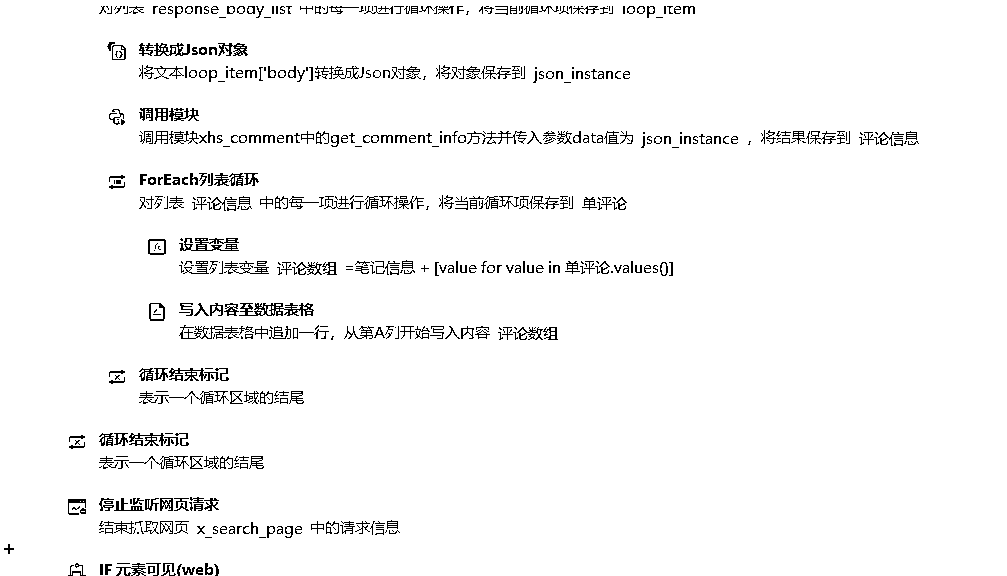 对列表 response_body_list 中的每一项进行循环操作，将当前循环项保存到 loop_item
转换成Json对象
将文本loop_item['body']转换成Json对象，将对象保存到 json_instance
调用模块
调用模块xhs_comment中的get_comment_info方法并传入参数data值为 json_instance ，将结果保存到 评论信息
ForEach列表循环
对列表 评论信息 中的每一项进行循环操作，将当前循环项保存到 单评论
设置变量
设置列表变量 评论数组 =笔记信息 + [value for value in 单评论.values()]
写入内容至数据表格
在数据表格中追加一行，从第A列开始写入内容 评论数组
循环结束标记
表示一个循环区域的结尾
循环结束标记
表示一个循环区域的结尾
停止监听网页请求
结束抓取网页 x_search_page 中的请求信息
IF 元素可见(web)